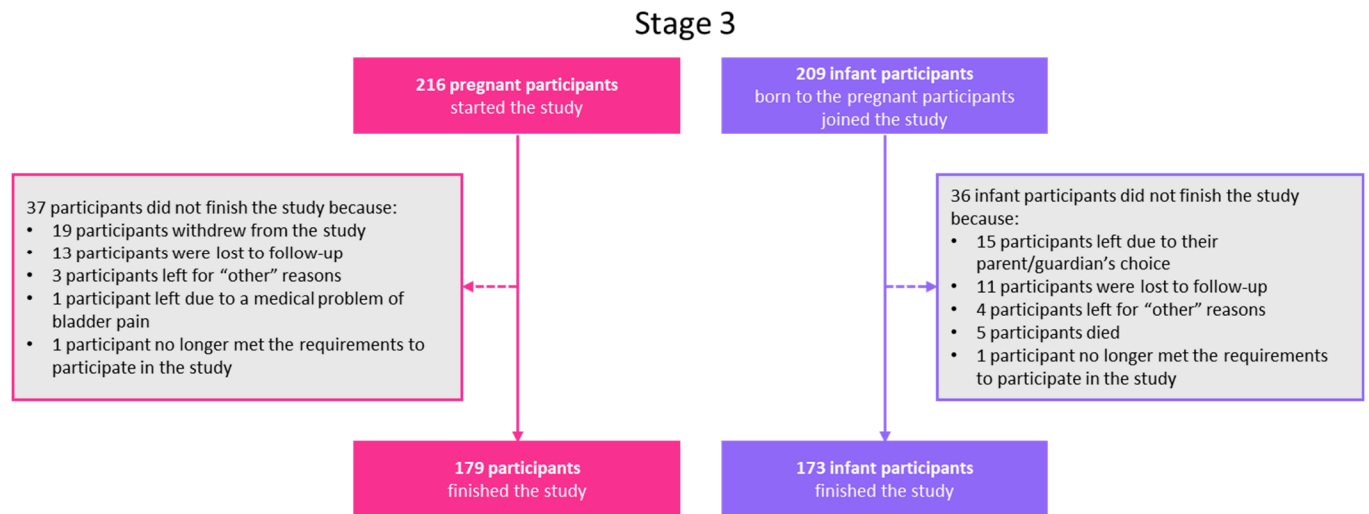 Stage 3
216 pregnant participants
started the study
209 infant participants
born to the pregnant participants
joined the study
37 participants did not finish the study because:
• 19 participants withdrew from the study
• 13 participants were lost to follow-up
• 3 participants left for “other” reasons
• 1 participant left due to a medical problem of
bladder pain
• 1 participant no longer met the requirements to
participate in the study
36 infant participants did not finish the study
because:
• 15 participants left due to their
parent/guardian’s choice
• 11 participants were lost to follow-up
• 4 participants left for “other” reasons
• 5 participants died
• 1 participant no longer met the requirements
to participate in the study
179 participants
finished the study
173 infant participants
finished the study